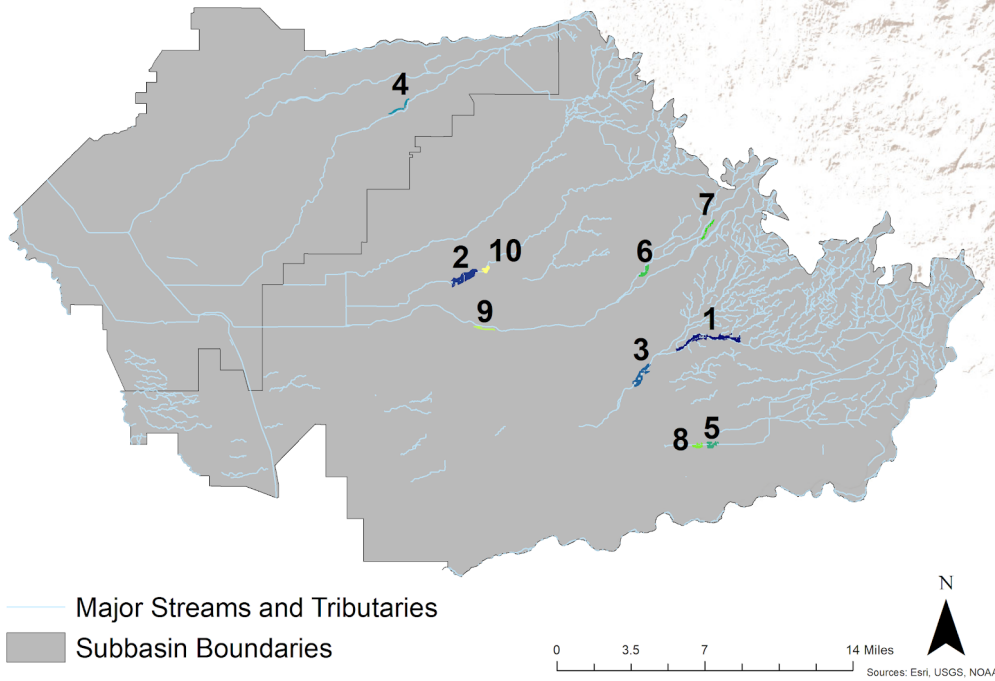 4
7
2 10 6
9 1
3
8 5
Major Streams and Tributaries
Subbasin Boundaries
N
0 3.5 7 14 Miles
Sources: Esri, USGS, NOAA